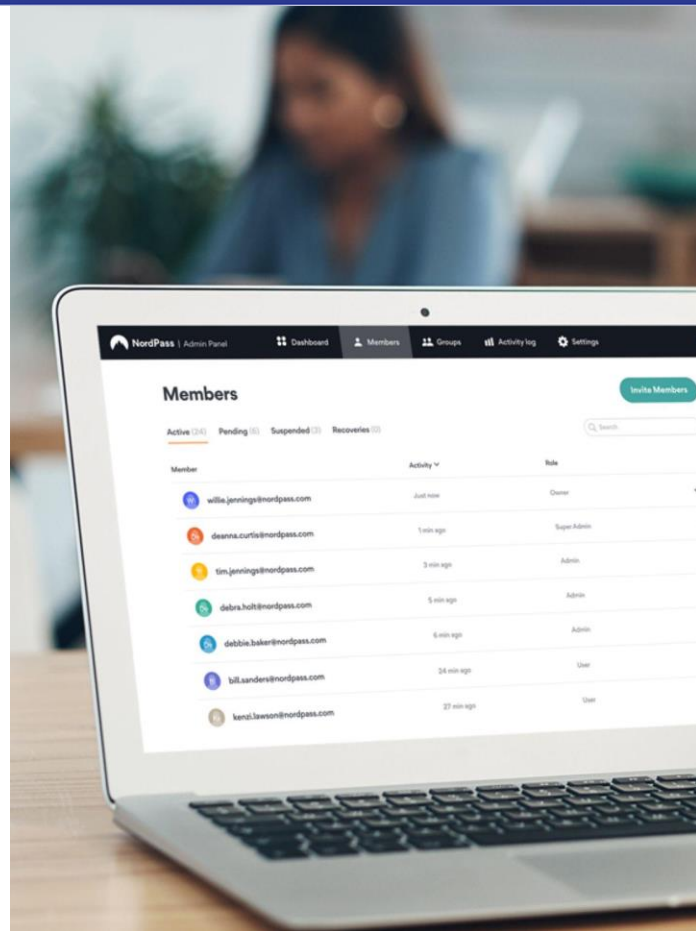 NordPass | Admin Panel Dashboard Members Groups Activity log Settings
Members
Invite Members
Active (24) Pending (6) Suspended (3) Recoveries (0)
Search
Member Activity Role
willie.jennings@nordpass.com Just now Owner
deanna.curtis@nordpass.com 1 min ago Super Admin
tim.jennings@nordpass.com 3 min ago Admin
debra.holt@nordpass.com 5 min ago Admin
debbie.baker@nordpass.com 6 min ago Admin
bill.sanders@nordpass.com 24 min ago User
kenzi.lawson@nordpass.com 27 min ago User